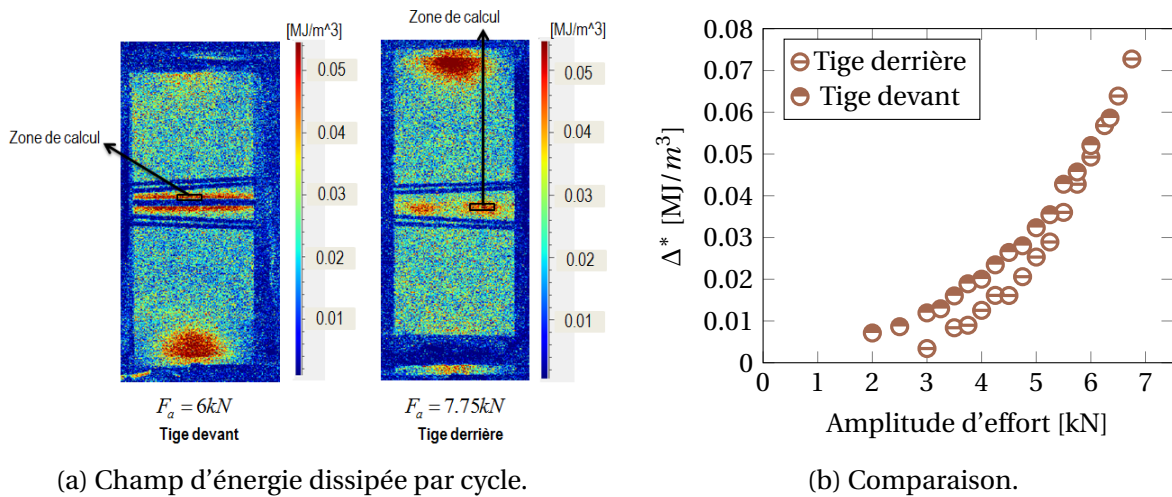 [MJ/m^3]
Zone de calcul
[MJ/m^3]
0.05
0.04
0.03
0.02
0.01
0.05
0.04
0.03
0.02
0.01
Zone de calcul
F_a = 6kN
Tige devant
F_a = 7.75kN
Tige derrière
(a) Champ d'énergie dissipée par cycle.
0.08
0.07
0.06
0.05
0.04
0.03
0.02
0.01
0
Δ* [MJ/m³]
Tige derrière
Tige devant
0 1 2 3 4 5 6 7
Amplitude d'effort [kN]
(b) Comparaison.